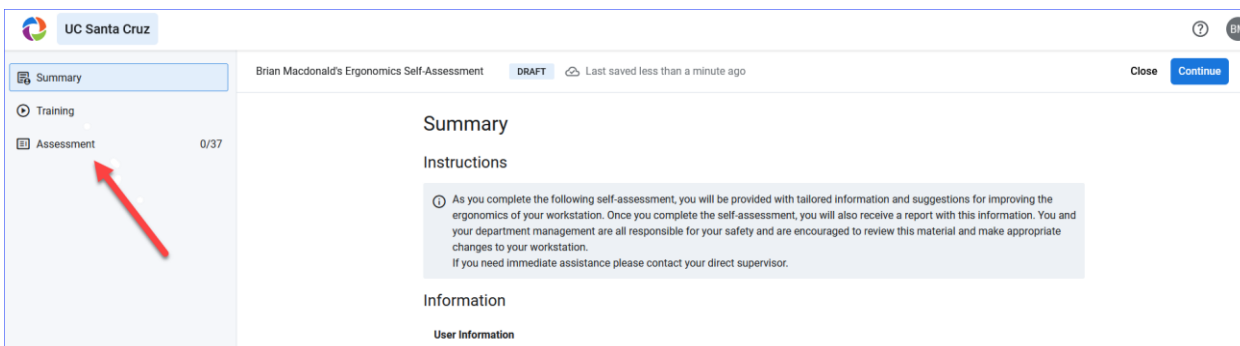 UC Santa Cruz
BM
Summary
Training
Assessment 0/37
Brian Macdonald's Ergonomics Self-Assessment DRAFT Last saved less than a minute ago Close Continue
Summary
Instructions
As you complete the following self-assessment, you will be provided with tailored information and suggestions for improving the
ergonomics of your workstation. Once you complete the self-assessment, you will also receive a report with this information. You and
your department management are all responsible for your safety and are encouraged to review this material and make appropriate
changes to your workstation.
If you need immediate assistance please contact your direct supervisor.
Information
User Information